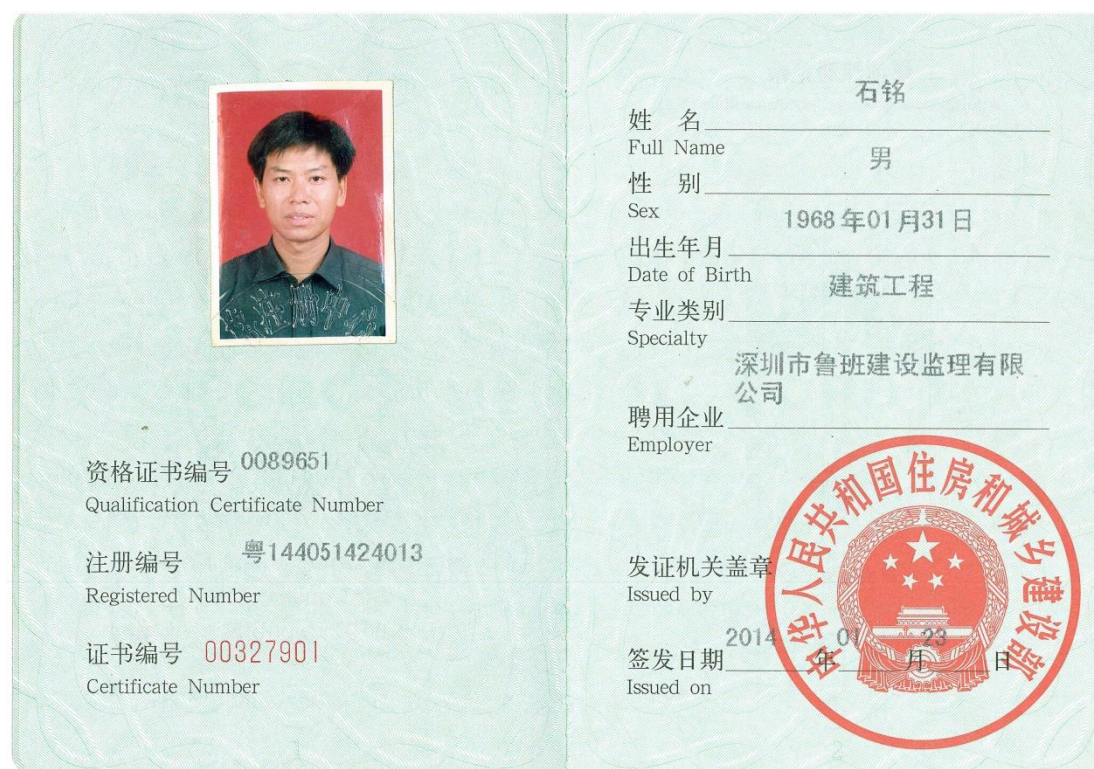 资格证书编号 0089651
Qualification Certificate Number
注册编号 粤144051424013
Registered Number
证书编号 00327901
Certificate Number
姓 名 石铭
Full Name
性 别 男
Sex
出生年月 1968年01月31日
Date of Birth
专业类别 建筑工程
Specialty
深圳市鲁班建设监理有限
公司
聘用企业
Employer
中华人民共和国住房和城乡建设部
发证机关盖章
Issued by
签发日期 2014 年 01 月 23 日
Issued on
2